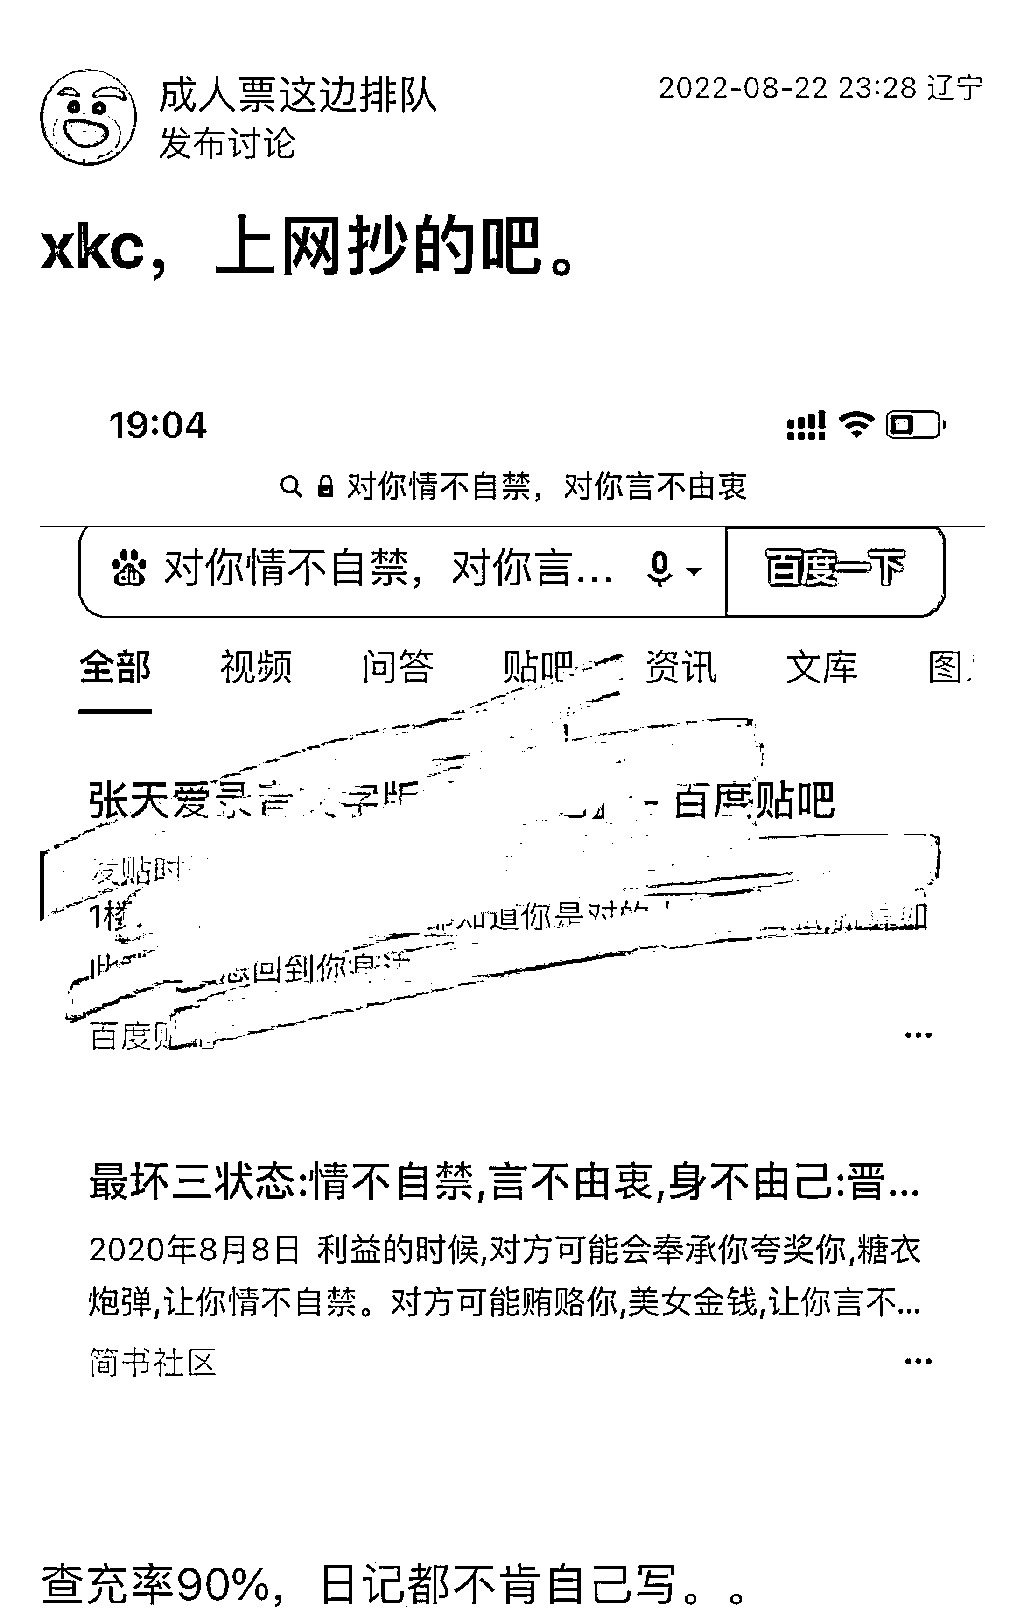 成人票这边排队
2022-08-22 23:28 辽宁
发布讨论
xkc，上网抄的吧。
19:04
对你情不自禁，对你言不由衷
对你情不自禁，对你言... 百度一下
全部 视频 问答 贴吧 资讯 文库 图
张天爱录音文字版 - 百度贴吧
发贴时
1楼 知道你是对的
回到你身边
百度贴吧
最坏三状态:情不自禁,言不由衷,身不由己:晋...
2020年8月8日 利益的时候,对方可能会奉承你夸奖你,糖衣
炮弹,让你情不自禁。对方可能贿赂你,美女金钱,让你言不...
简书社区
查充率90%，日记都不肯自己写。。